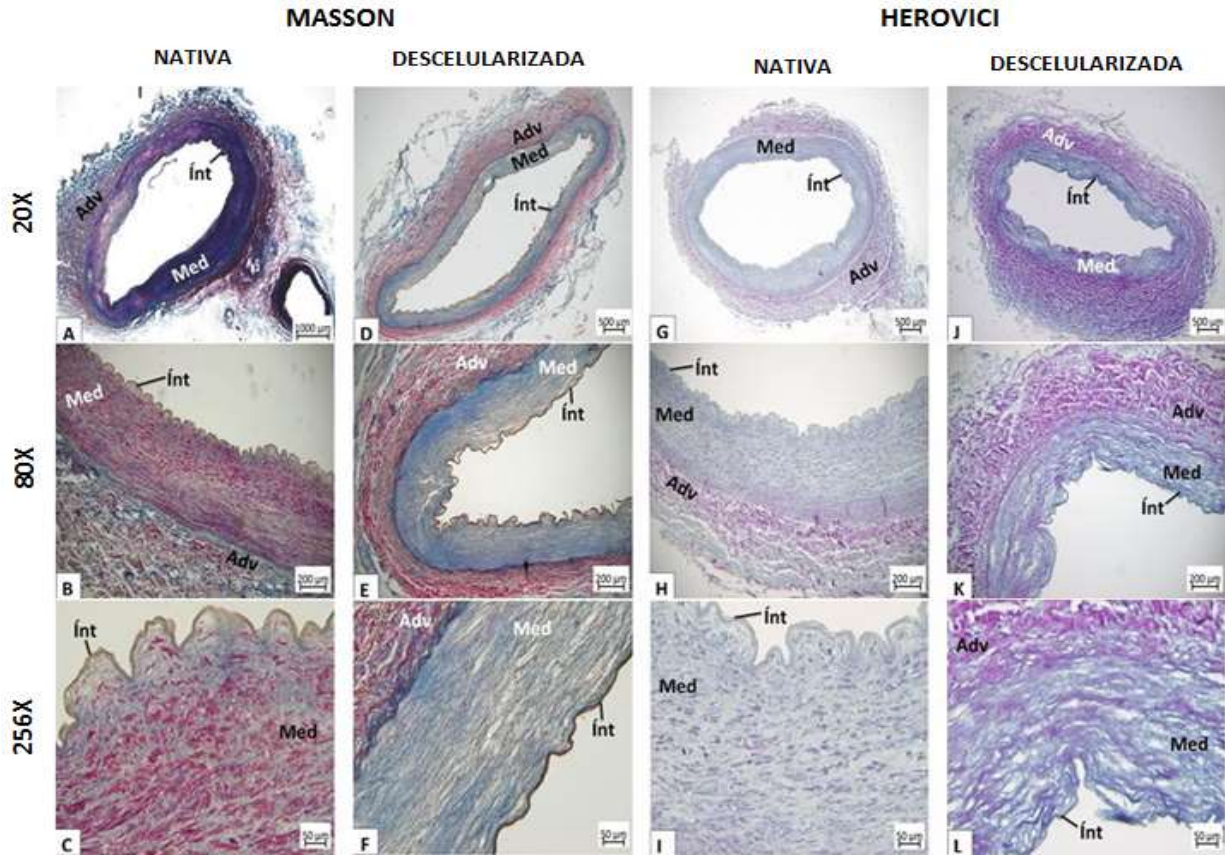 MASSON
HEROVICI
NATIVA
DESCELULARIZADA
NATIVA
DESCELULARIZADA
20X
Adv
Ínt
Med
A
1000 µm
Adv
Med
Ínt
D
500 µm
Med
Ínt
Adv
G
500 µm
Adv
Ínt
Med
J
500 µm
80X
Med
Ínt
Adv
B
200 µm
Adv
Med
Ínt
E
200 µm
Ínt
Med
Adv
H
200 µm
Adv
Med
Ínt
K
200 µm
256X
Ínt
Med
C
50 µm
Adv
Med
Ínt
F
50 µm
Ínt
Med
I
50 µm
Adv
Med
Ínt
L
50 µm